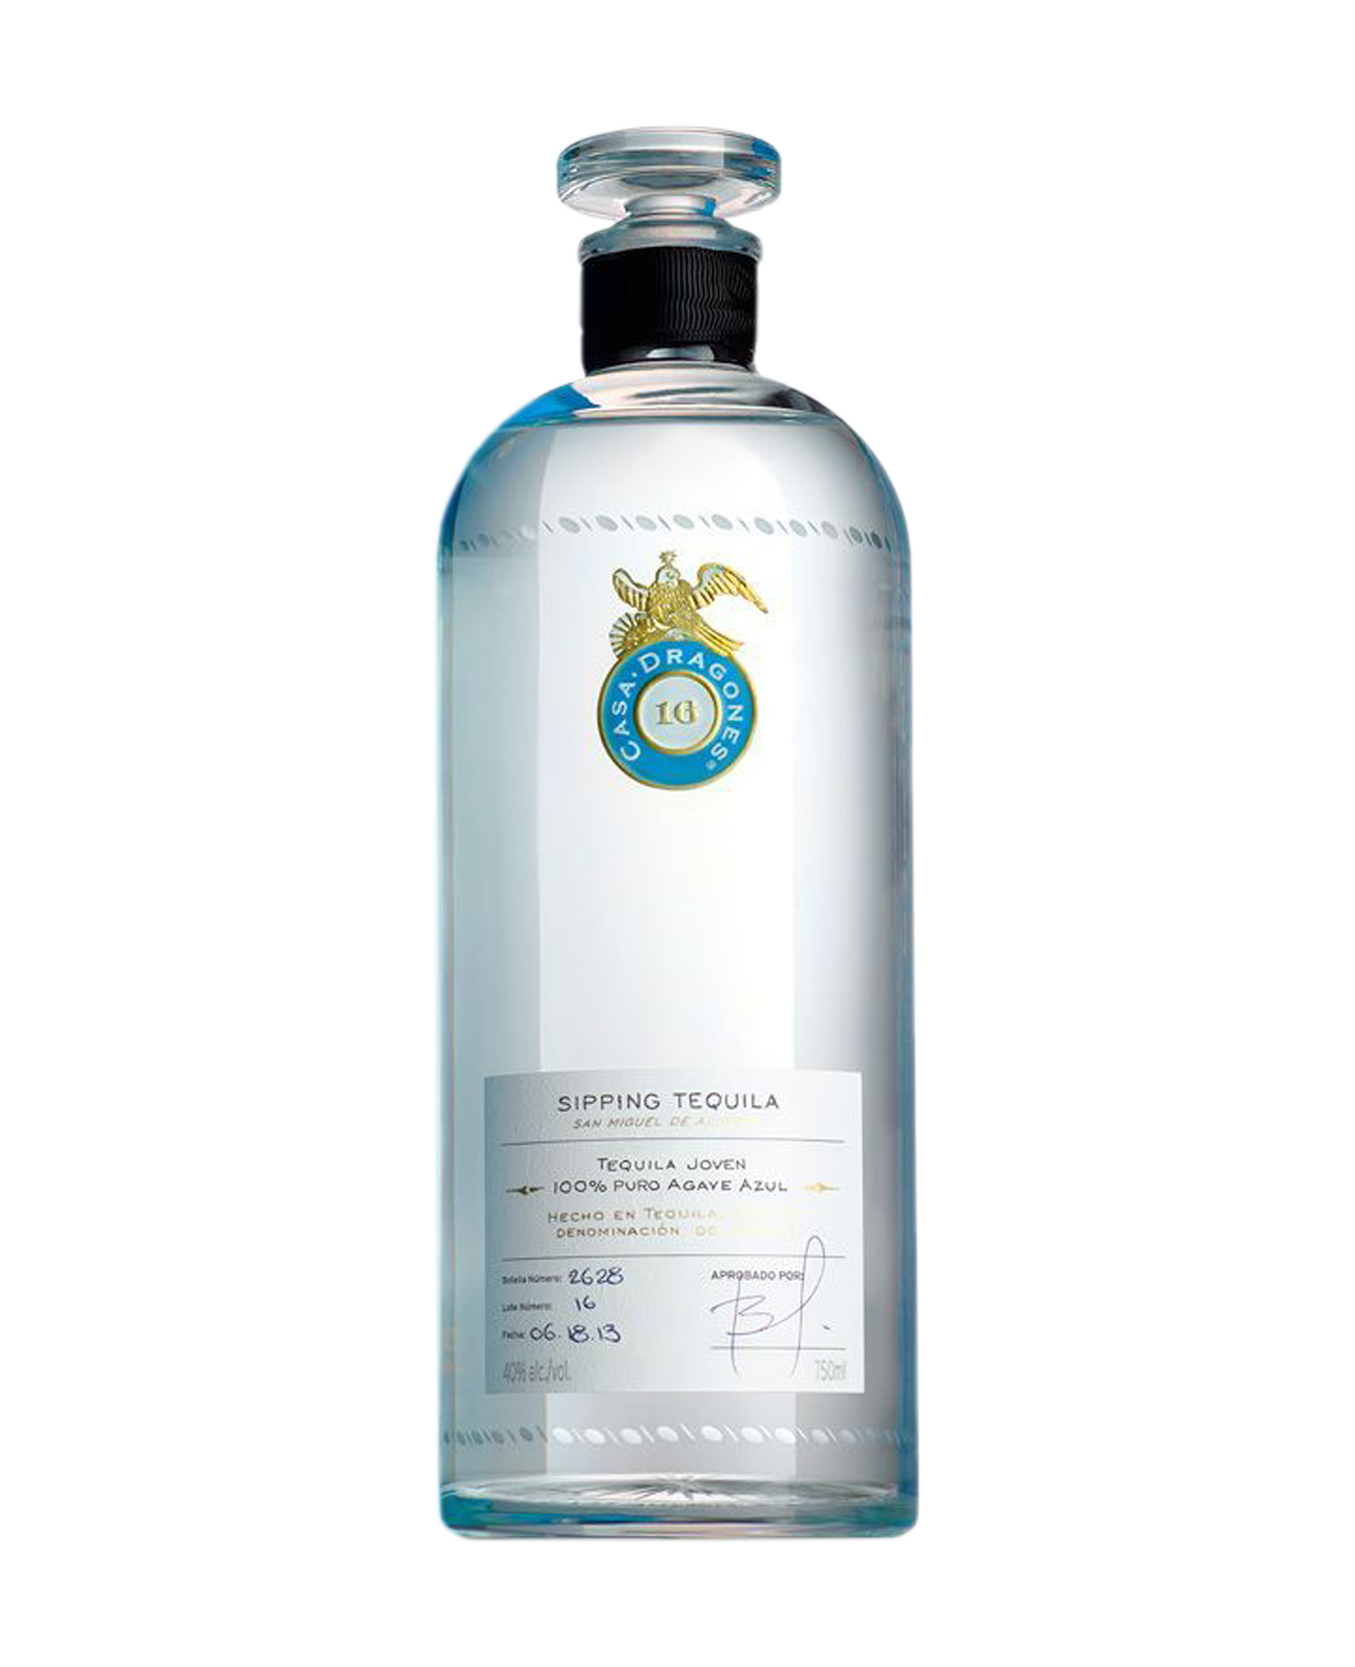 CASA · DRAGONES®
16
SIPPING TEQUILA
SAN MIGUEL DE
TEQUILA JOVEN
100% PURO AGAVE AZUL
HECHO EN TEQUILA
DENOMINACIÓN DE
Botella Número: 2628
Lote Número: 16
Fecha: 06.18.13
APROBADO POR:
40% alc./vol.
750ml